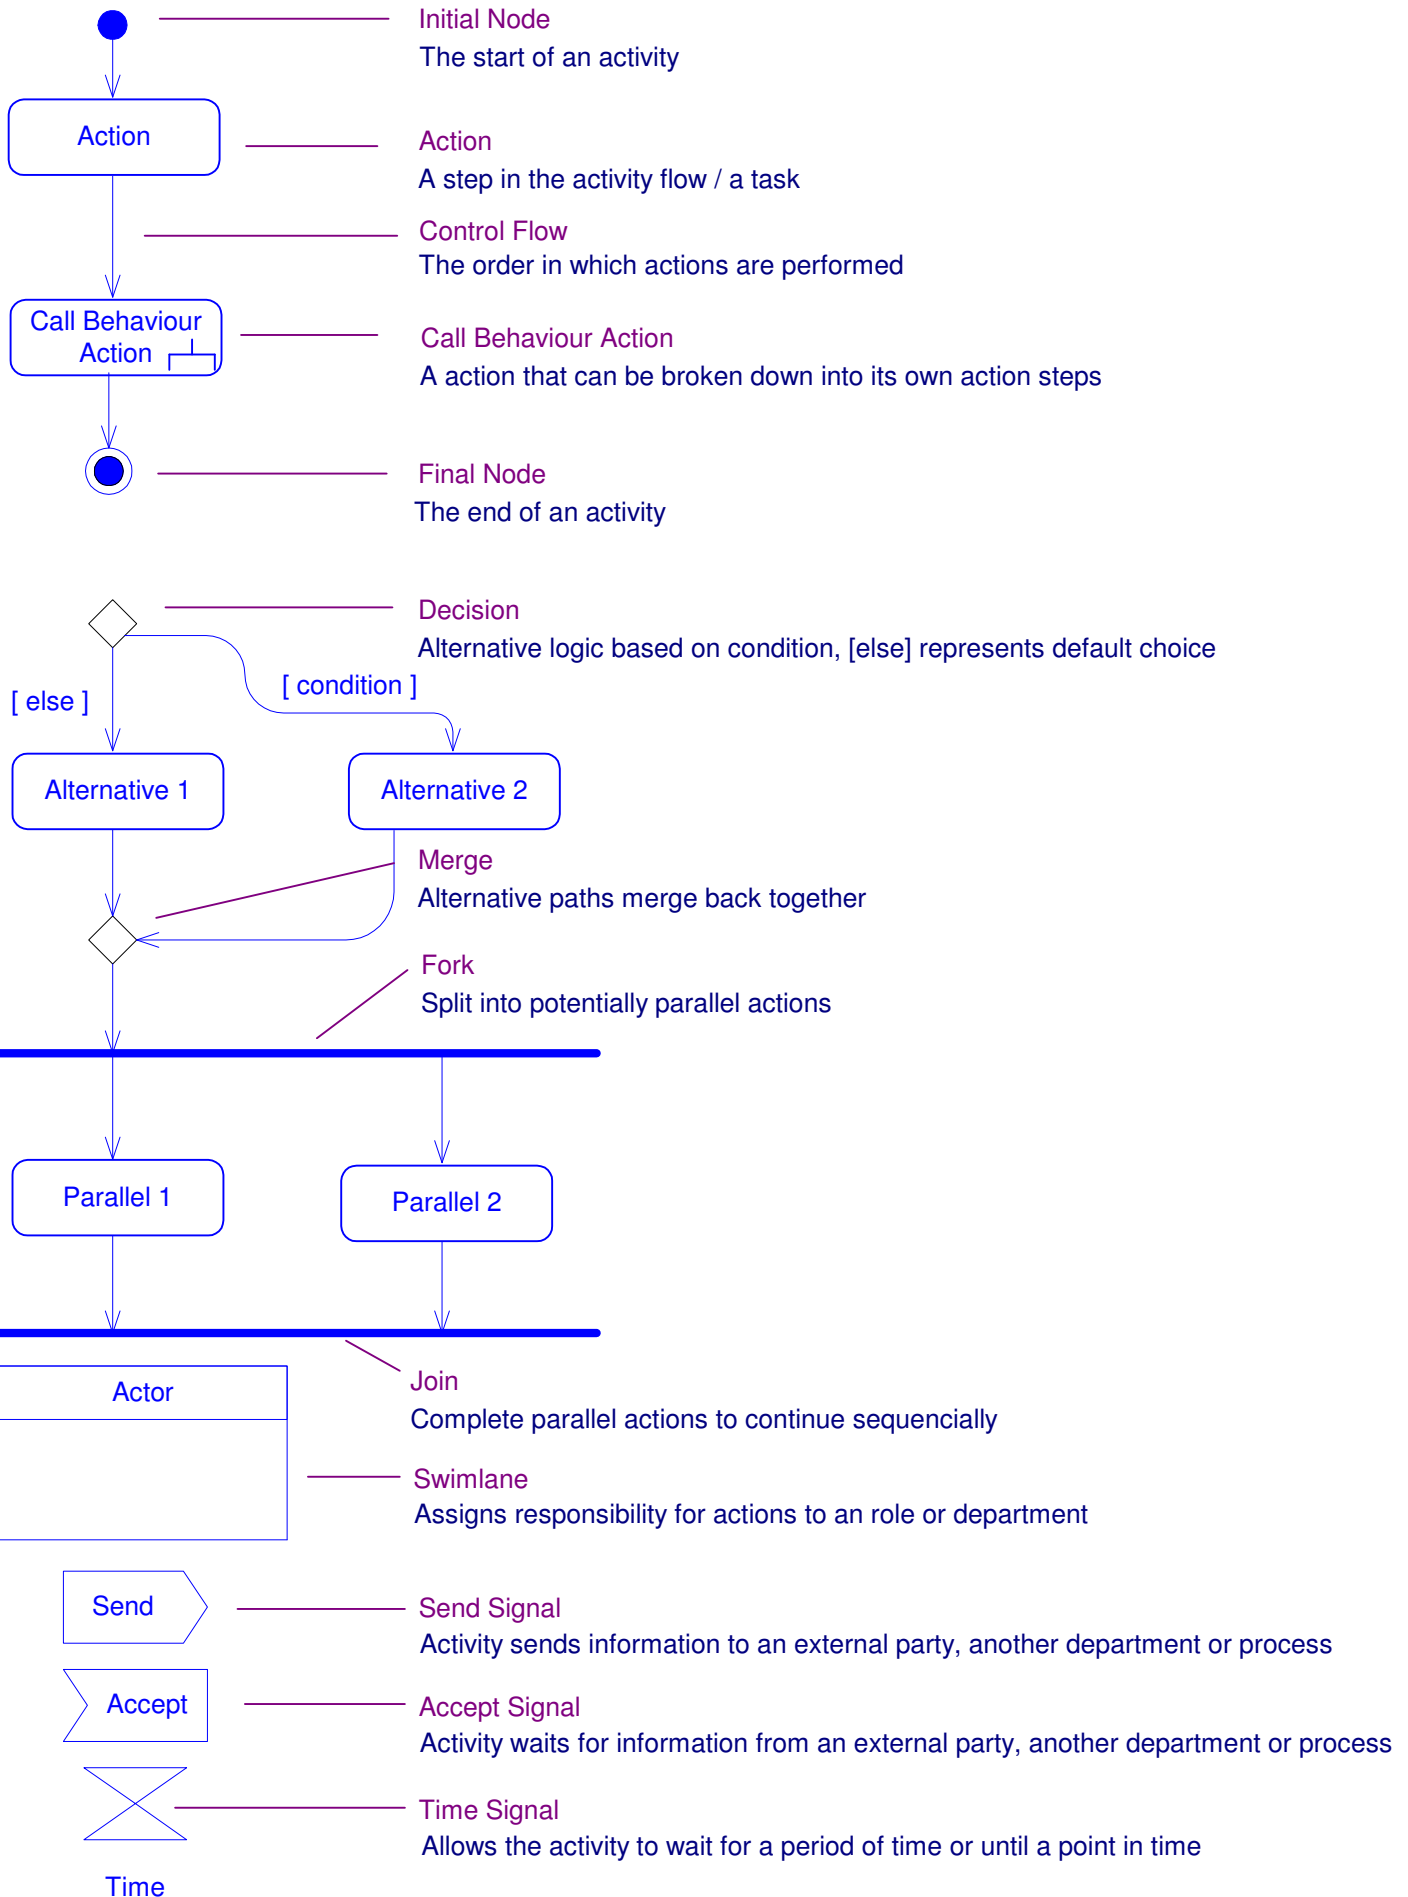 Initial Node
The start of an activity
Action
Action
A step in the activity flow / a task
Control Flow
The order in which actions are performed
Call Behaviour
Action
Call Behaviour Action
A action that can be broken down into its own action steps
Final Node
The end of an activity
Decision
Alternative logic based on condition, [else] represents default choice
[ else ]
[ condition ]
Alternative 1
Alternative 2
Merge
Alternative paths merge back together
Fork
Split into potentially parallel actions
Parallel 1
Parallel 2
Actor
Join
Complete parallel actions to continue sequencially
Swimlane
Assigns responsibility for actions to an role or department
Send
Send Signal
Activity sends information to an external party, another department or process
Accept
Accept Signal
Activity waits for information from an external party, another department or process
Time Signal
Allows the activity to wait for a period of time or until a point in time
Time